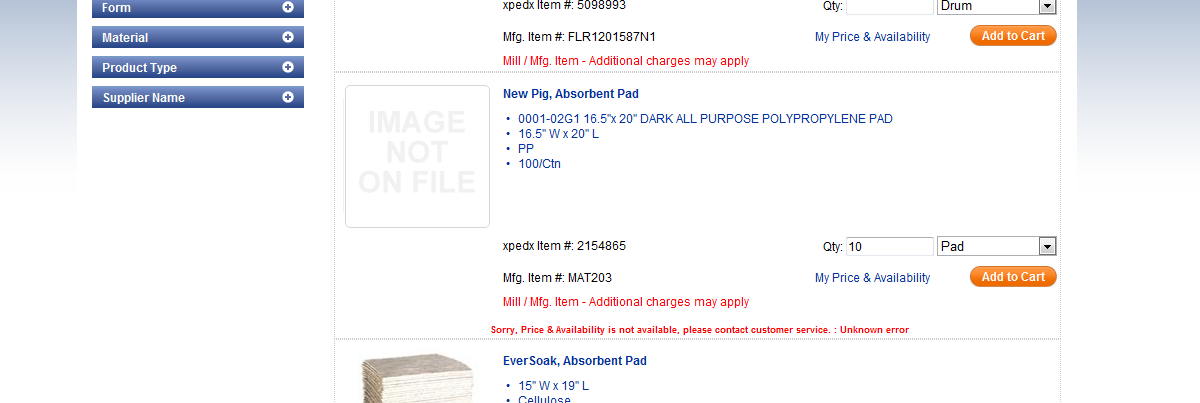 Form
Material
Product Type
Supplier Name
xpedx Item #: 5098993 Qty: Drum
Mfg. Item #: FLR1201587N1 My Price & Availability Add to Cart
Mill / Mfg. Item - Additional charges may apply
IMAGE
NOT
ON FILE
New Pig, Absorbent Pad
• 0001-02G1 16.5"x 20" DARK ALL PURPOSE POLYPROPYLENE PAD
• 16.5" W x 20" L
• PP
• 100/Ctn
xpedx Item #: 2154865 Qty: 10 Pad
Mfg. Item #: MAT203 My Price & Availability Add to Cart
Mill / Mfg. Item - Additional charges may apply
Sorry, Price & Availability is not available, please contact customer service. : Unknown error
EverSoak, Absorbent Pad
• 15" W x 19" L
• Cellulose